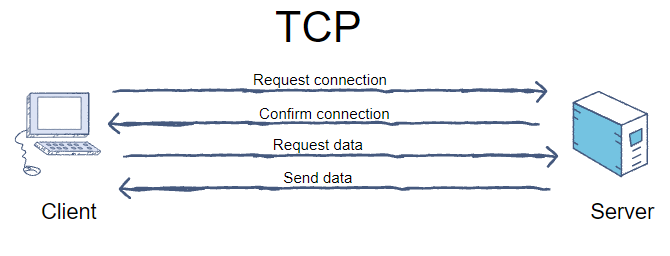 TCP
Request connection
Confirm connection
Request data
Send data
Client
Server